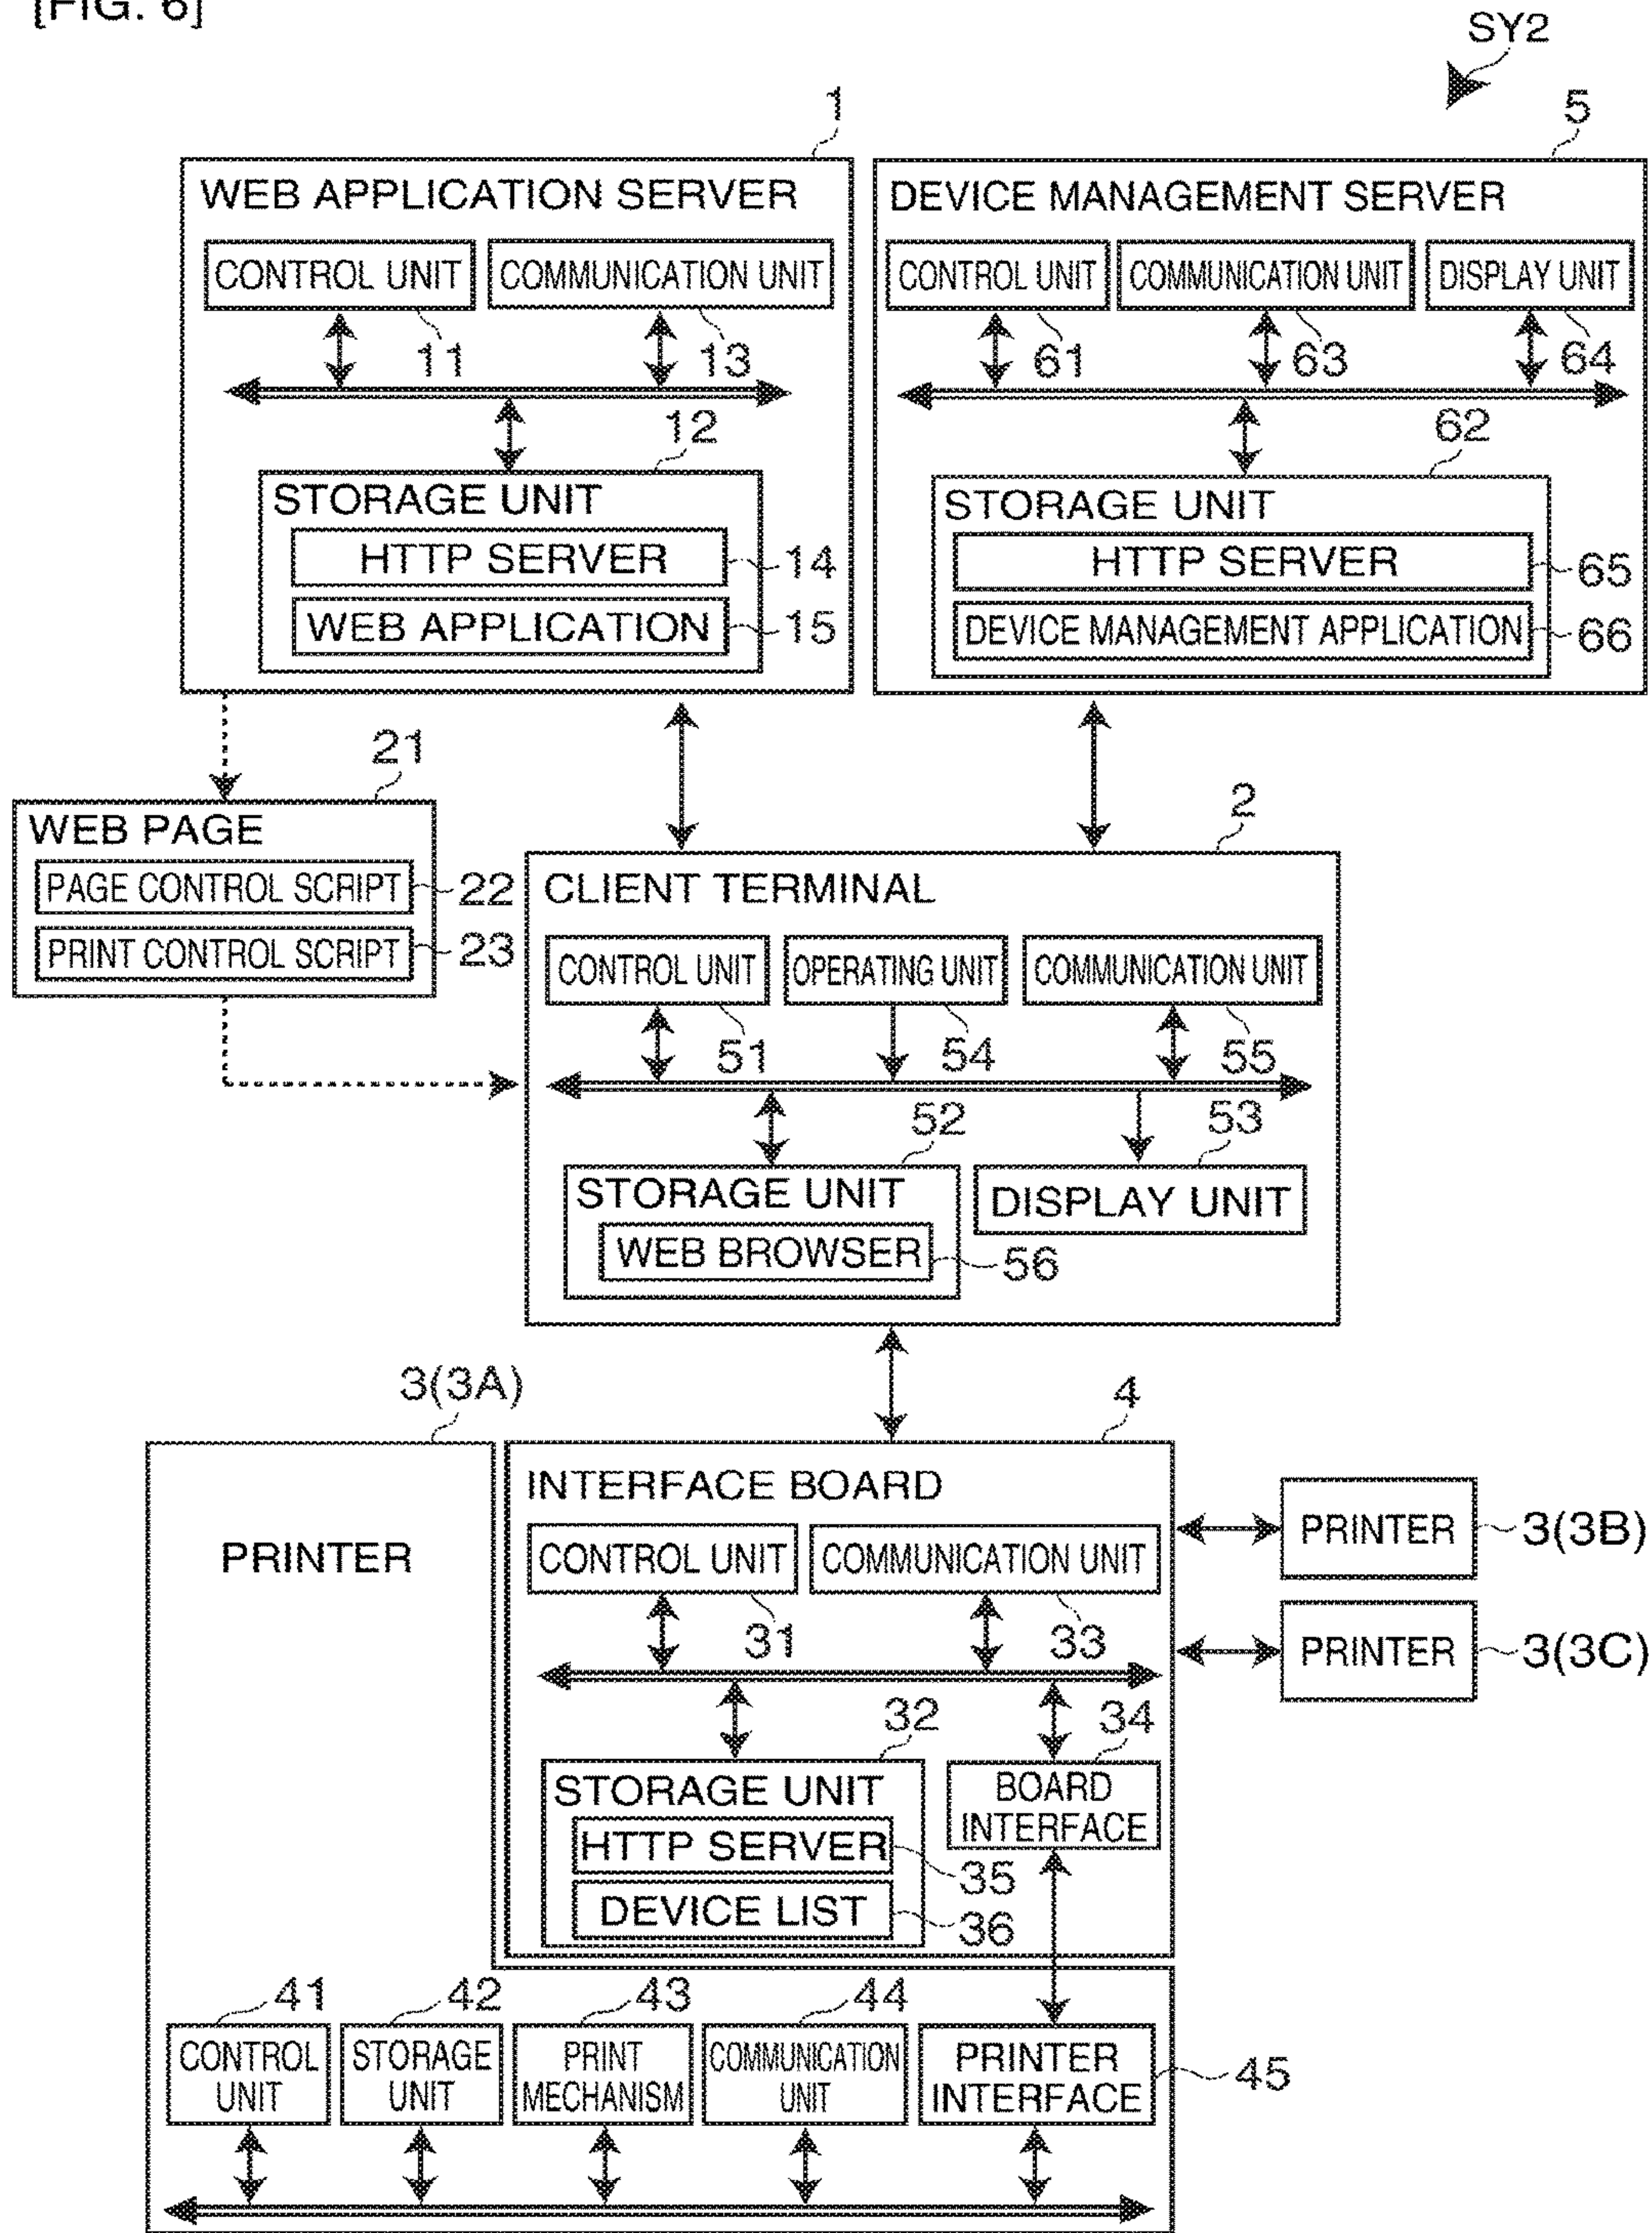 [FIG. 6]
SY2
1
5
WEB APPLICATION SERVER
CONTROL UNIT
COMMUNICATION UNIT
11
13
12
STORAGE UNIT
HTTP SERVER
14
WEB APPLICATION
15
DEVICE MANAGEMENT SERVER
CONTROL UNIT
COMMUNICATION UNIT
DISPLAY UNIT
61
63
64
62
STORAGE UNIT
HTTP SERVER
65
DEVICE MANAGEMENT APPLICATION
66
21
WEB PAGE
PAGE CONTROL SCRIPT
22
PRINT CONTROL SCRIPT
23
2
CLIENT TERMINAL
CONTROL UNIT
OPERATING UNIT
COMMUNICATION UNIT
51
54
55
52
53
STORAGE UNIT
WEB BROWSER
56
DISPLAY UNIT
3(3A)
4
PRINTER
INTERFACE BOARD
CONTROL UNIT
COMMUNICATION UNIT
31
33
32
34
STORAGE UNIT
HTTP SERVER
35
DEVICE LIST
36
BOARD
INTERFACE
PRINTER
3(3B)
PRINTER
3(3C)
41
42
43
44
CONTROL
UNIT
STORAGE
UNIT
PRINT
MECHANISM
COMMUNICATION
UNIT
PRINTER
INTERFACE
45